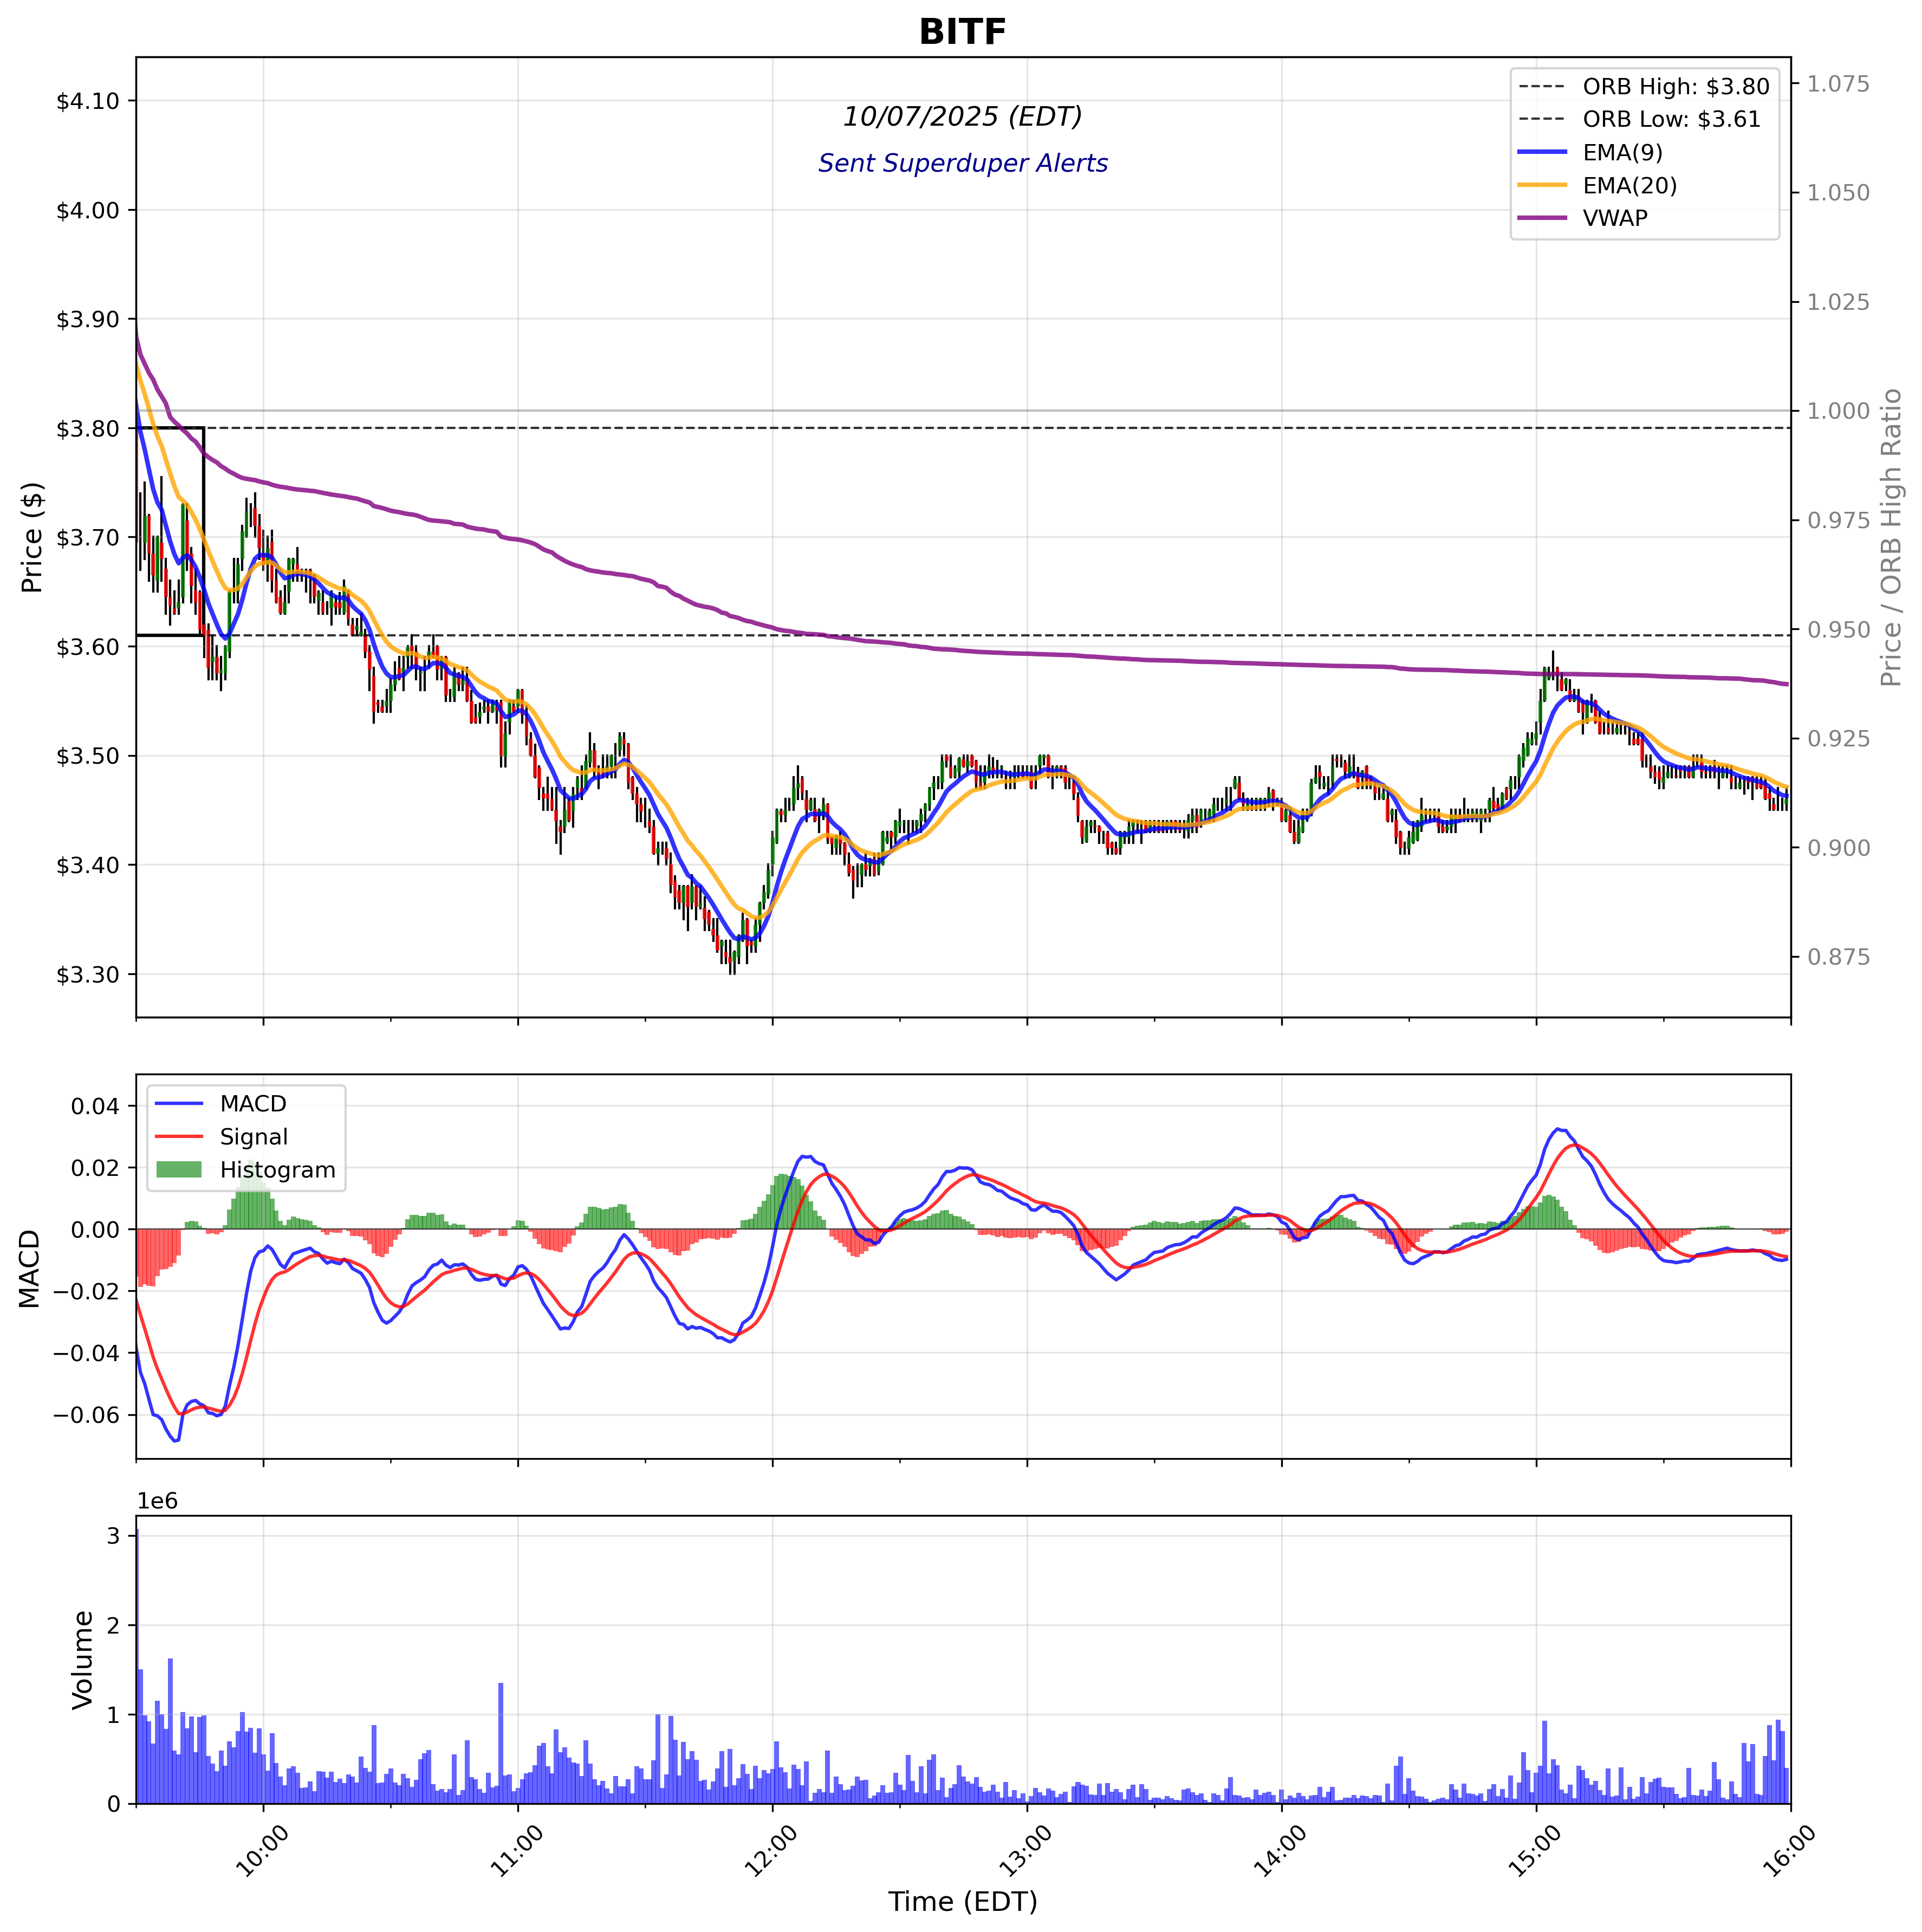 BITF
10/07/2025 (EDT)
Sent Superduper Alerts
ORB High: $3.80
ORB Low: $3.61
EMA(9)
EMA(20)
VWAP
Price ($)
$4.10
$4.00
$3.90
$3.80
$3.70
$3.60
$3.50
$3.40
$3.30
1.075
1.050
1.025
1.000
0.975
0.950
0.925
0.900
0.875
Price / ORB High Ratio
MACD
Signal
Histogram
MACD
0.04
0.02
0.00
−0.02
−0.04
−0.06
1e6
Volume
3
2
1
0
10:00
11:00
12:00
13:00
14:00
15:00
16:00
Time (EDT)